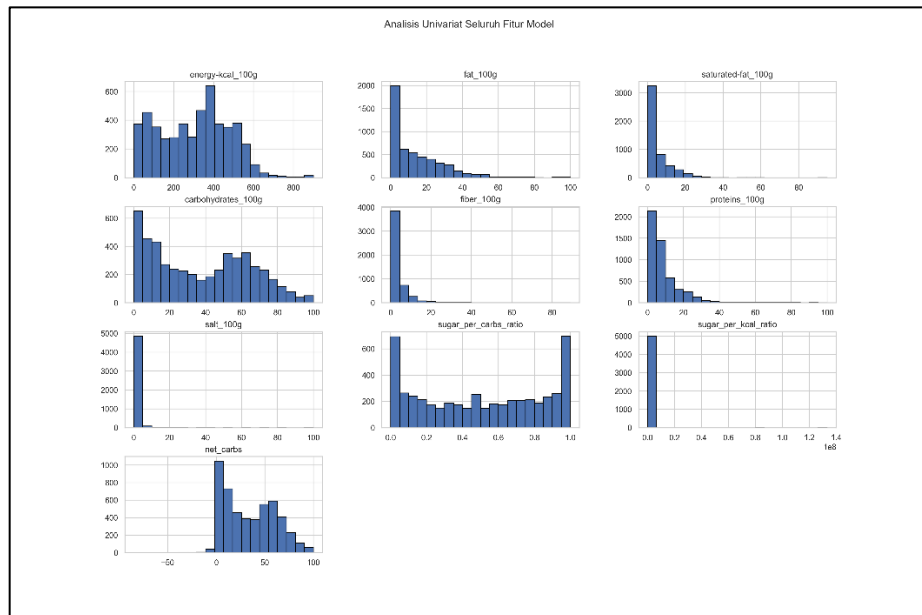 Analisis Univariat Seluruh Fitur Model
energy-kcal_100g
600
400
200
0
0 200 400 600 800
fat_100g
2000
1500
1000
500
0
0 20 40 60 80 100
saturated-fat_100g
3000
2000
1000
0
0 20 40 60 80
carbohydrates_100g
600
400
200
0
0 20 40 60 80 100
fiber_100g
4000
3000
2000
1000
0
0 20 40 60 80
proteins_100g
2000
1500
1000
500
0
0 20 40 60 80 100
salt_100g
5000
4000
3000
2000
1000
0
0 20 40 60 80 100
sugar_per_carbs_ratio
600
400
200
0
0.0 0.2 0.4 0.6 0.8 1.0
sugar_per_kcal_ratio
5000
4000
3000
2000
1000
0
0.0 0.2 0.4 0.6 0.8 1.0 1.2 1.4
1e8
net_carbs
1000
800
600
400
200
0
−50 0 50 100